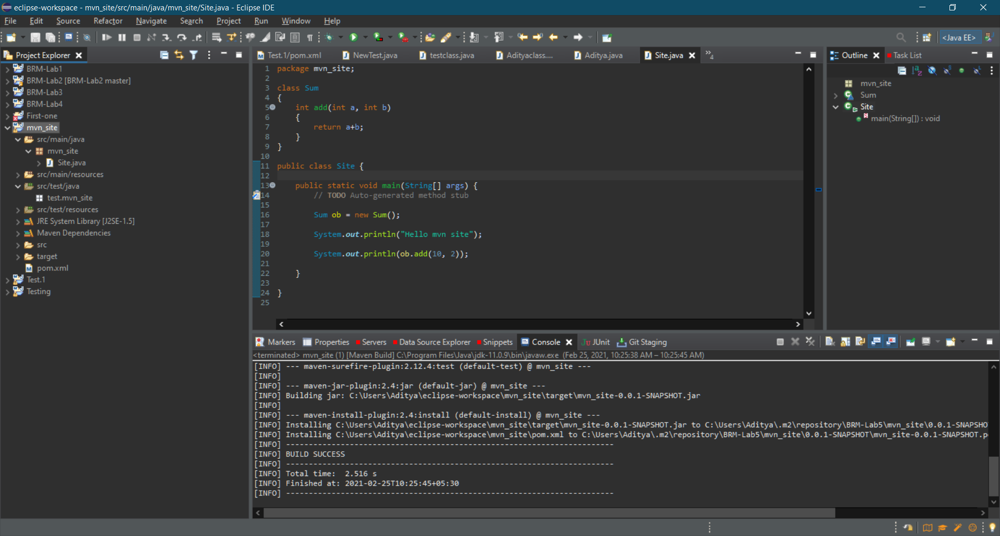 eclipse-workspace - mvn_site/src/main/java/mvn_site/Site.java - Eclipse IDE
File Edit Source Refactor Navigate Search Project Run Window Help
<Java EE>
Project Explorer
BRM-Lab1
BRM-Lab2 [BRM-Lab2 master]
BRM-Lab3
BRM-Lab4
First-one
mvn_site
src/main/java
mvn_site
Site.java
src/main/resources
src/test/java
test.mvn_site
src/test/resources
JRE System Library [J2SE-1.5]
Maven Dependencies
src
target
pom.xml
Test.1
Testing
Test.1/pom.xml NewTest.java testclass.java Adityaclass.... Aditya.java Site.java »4
1 package mvn_site;
2
3 class Sum
4 {
5 int add(int a, int b)
6 {
7 return a+b;
8 }
9 }
10
11 public class Site {
12
13 public static void main(String[] args) {
14 // TODO Auto-generated method stub
15
16 Sum ob = new Sum();
17
18 System.out.println("Hello mvn site");
19
20 System.out.println(ob.add(10, 2));
21
22 }
23
24 }
25
Outline Task List
mvn_site
Sum
Site
main(String[]) : void
Markers Properties Servers Data Source Explorer Snippets Console JUnit Git Staging
<terminated> mvn_site (1) [Maven Build] C:\Program Files\Java\jdk-11.0.9\bin\javaw.exe (Feb 25, 2021, 10:25:38 AM – 10:25:45 AM)
[INFO] --- maven-surefire-plugin:2.12.4:test (default-test) @ mvn_site ---
[INFO]
[INFO] --- maven-jar-plugin:2.4:jar (default-jar) @ mvn_site ---
[INFO] Building jar: C:\Users\Aditya\eclipse-workspace\mvn_site\target\mvn_site-0.0.1-SNAPSHOT.jar
[INFO]
[INFO] --- maven-install-plugin:2.4:install (default-install) @ mvn_site ---
[INFO] Installing C:\Users\Aditya\eclipse-workspace\mvn_site\target\mvn_site-0.0.1-SNAPSHOT.jar to C:\Users\Aditya\.m2\repository\BRM-Lab5\mvn_site\0.0.1-SNAPSHO
[INFO] Installing C:\Users\Aditya\eclipse-workspace\mvn_site\pom.xml to C:\Users\Aditya\.m2\repository\BRM-Lab5\mvn_site\0.0.1-SNAPSHOT\mvn_site-0.0.1-SNAPSHOT.p
[INFO] ------------------------------------------------------------------------
[INFO] BUILD SUCCESS
[INFO] ------------------------------------------------------------------------
[INFO] Total time:  2.516 s
[INFO] Finished at: 2021-02-25T10:25:45+05:30
[INFO] ------------------------------------------------------------------------